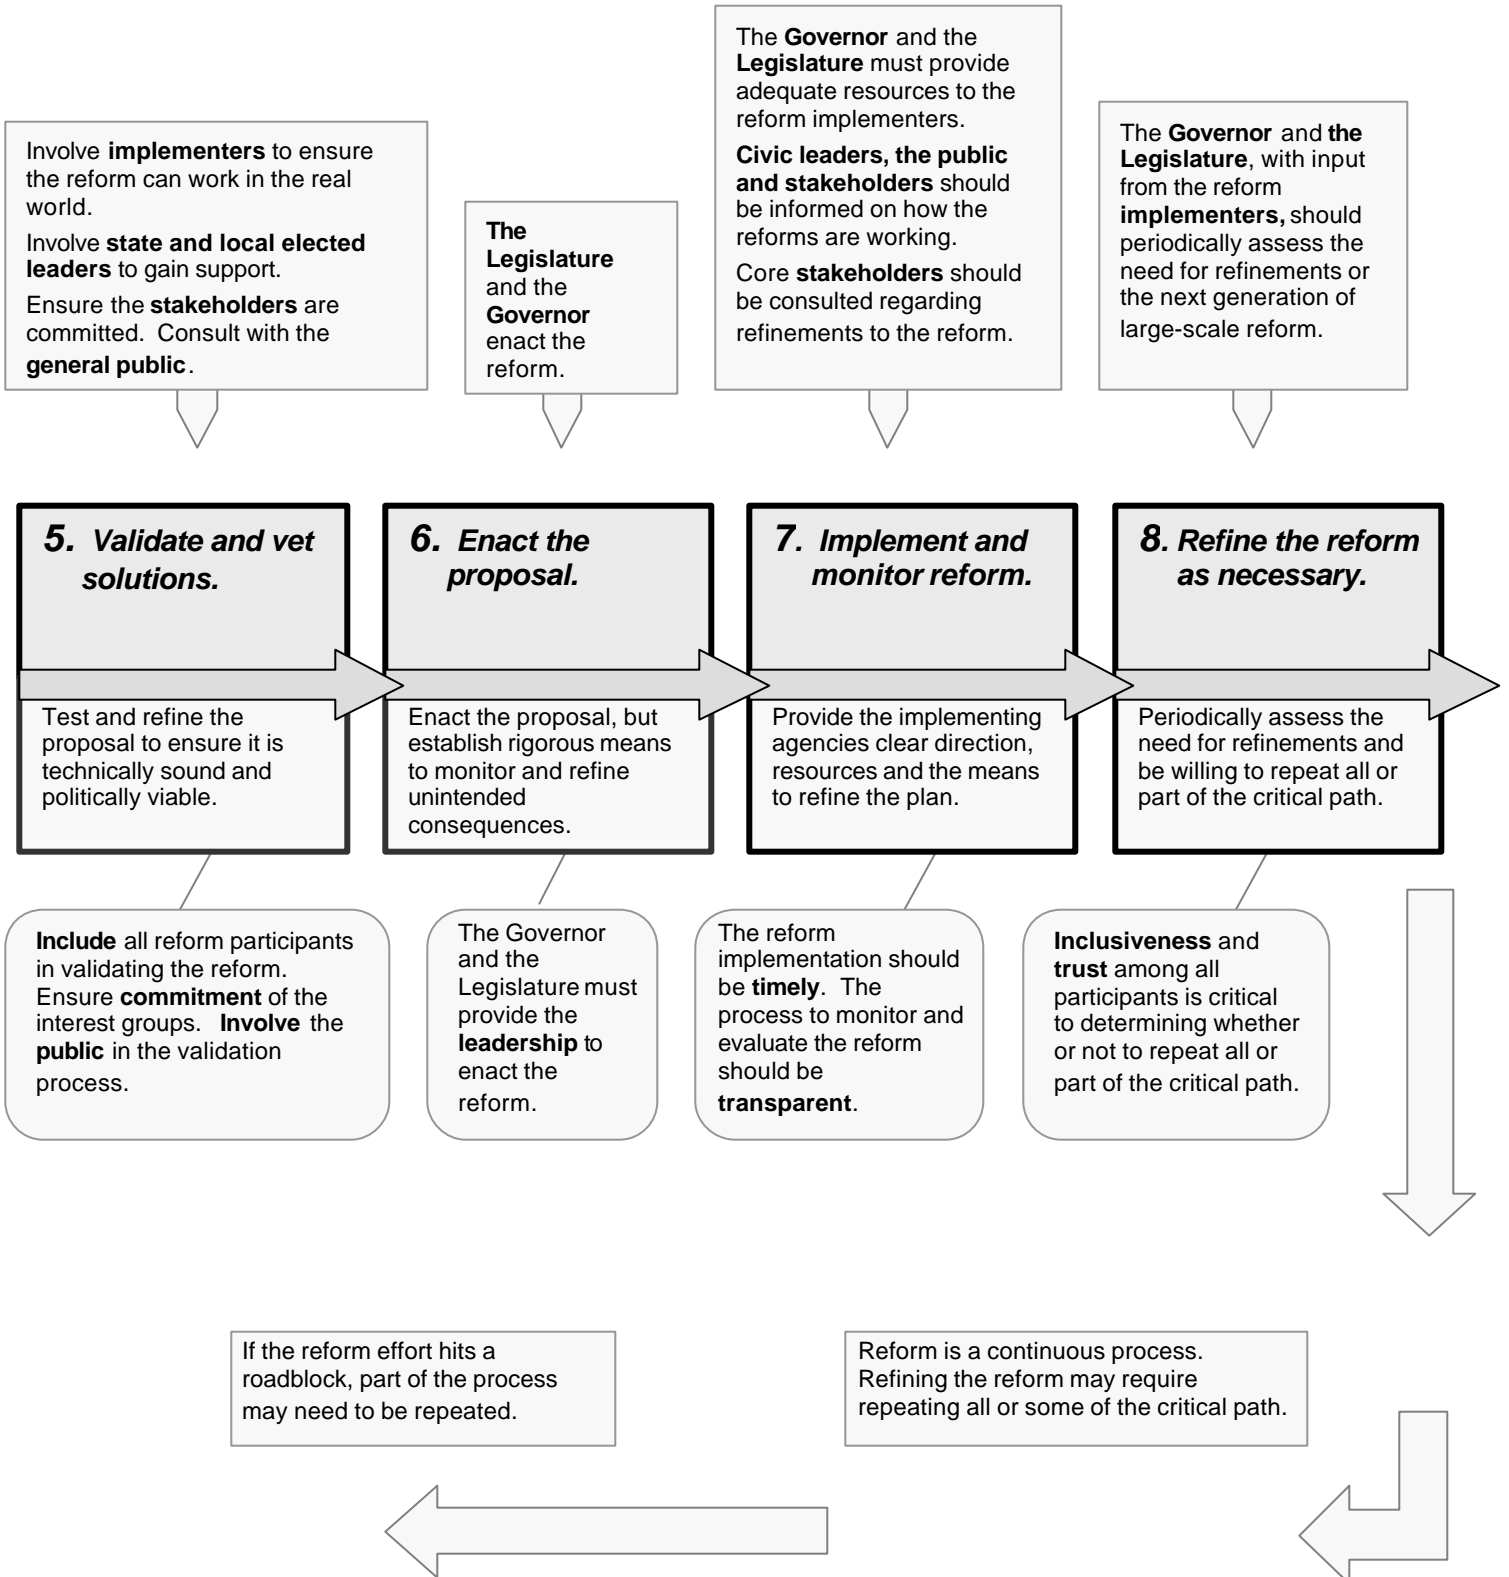 Involve implementers to ensure
the reform can work in the real
world.
Involve state and local elected
leaders to gain support.
Ensure the stakeholders are
committed.  Consult with the
general public.
The
Legislature
and the
Governor
enact the
reform.
The Governor and the
Legislature must provide
adequate resources to the
reform implementers.
Civic leaders, the public
and stakeholders should
be informed on how the
reforms are working.
Core stakeholders should
be consulted regarding
refinements to the reform.
The Governor and the
Legislature, with input
from the reform
implementers, should
periodically assess the
need for refinements or
the next generation of
large-scale reform.
5. Validate and vet
solutions.
Test and refine the
proposal to ensure it is
technically sound and
politically viable.
6. Enact the
proposal.
Enact the proposal, but
establish rigorous means
to monitor and refine
unintended
consequences.
7. Implement and
monitor reform.
Provide the implementing
agencies clear direction,
resources and the means
to refine the plan.
8. Refine the reform
as necessary.
Periodically assess the
need for refinements and
be willing to repeat all or
part of the critical path.
Include all reform participants
in validating the reform.
Ensure commitment of the
interest groups.  Involve the
public in the validation
process.
The Governor
and the
Legislature must
provide the
leadership to
enact the
reform.
The reform
implementation should
be timely.  The
process to monitor and
evaluate the reform
should be
transparent.
Inclusiveness and
trust among all
participants is critical
to determining whether
or not to repeat all or
part of the critical path.
If the reform effort hits a
roadblock, part of the process
may need to be repeated.
Reform is a continuous process.
Refining the reform may require
repeating all or some of the critical path.